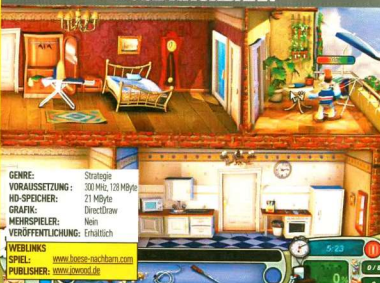 GENRE: Strategie
VORAUSSETZUNG : 300 MHz, 128 MByte
HD-SPEICHER: 21 MByte
GRAFIK: DirectDraw
MEHRSPIELER: Nein
VERÖFFENTLICHUNG: Erhältlich
WEBLINKS
SPIEL: www.boese-nachbarn.com
PUBLISHER: www.jowood.de
5:23
0%